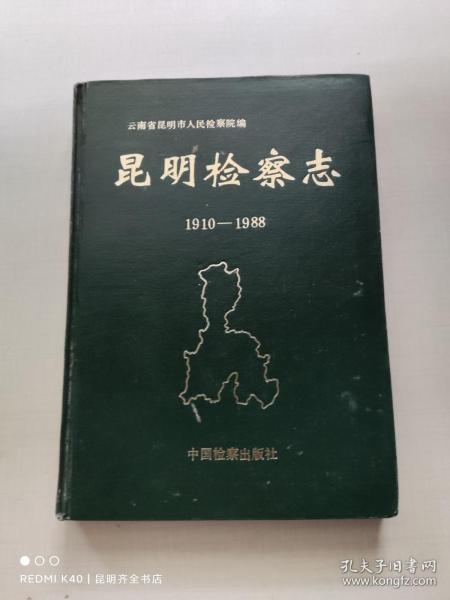 云南省昆明市人民检察院编
昆明检察志
1910—1988
中国检察出版社
REDMI K40 | 昆明齐全书店
孔夫子旧书网
www.kongfz.com